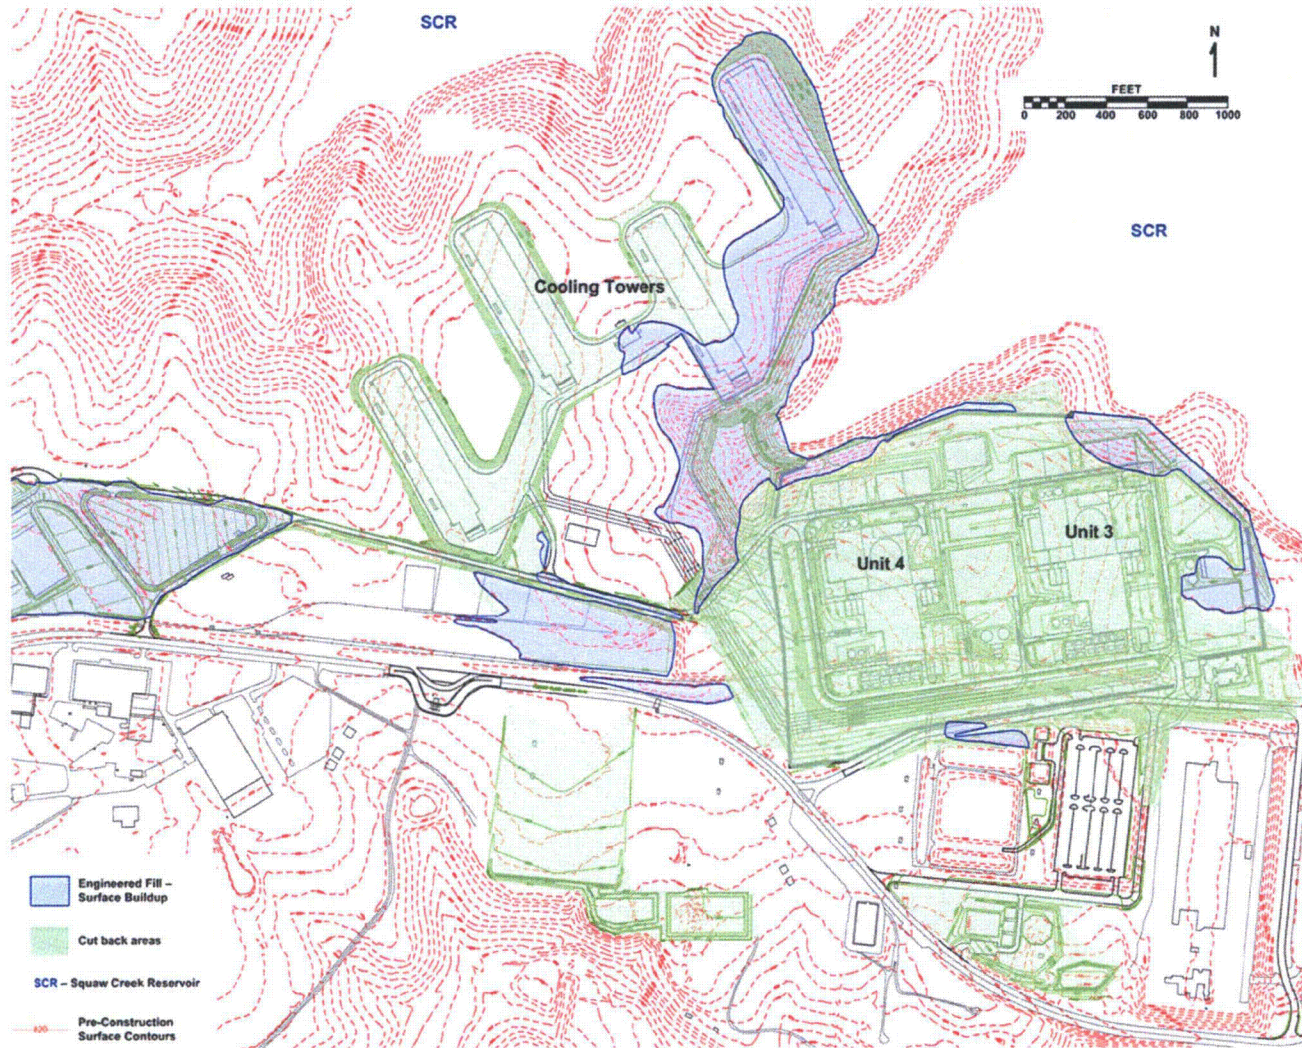 SCR
N
FEET
0 200 400 600 800 1000
SCR
Cooling Towers
Unit 3
Unit 4
Engineered Fill –
Surface Buildup
Cut back areas
SCR – Squaw Creek Reservoir
Pre-Construction
Surface Contours